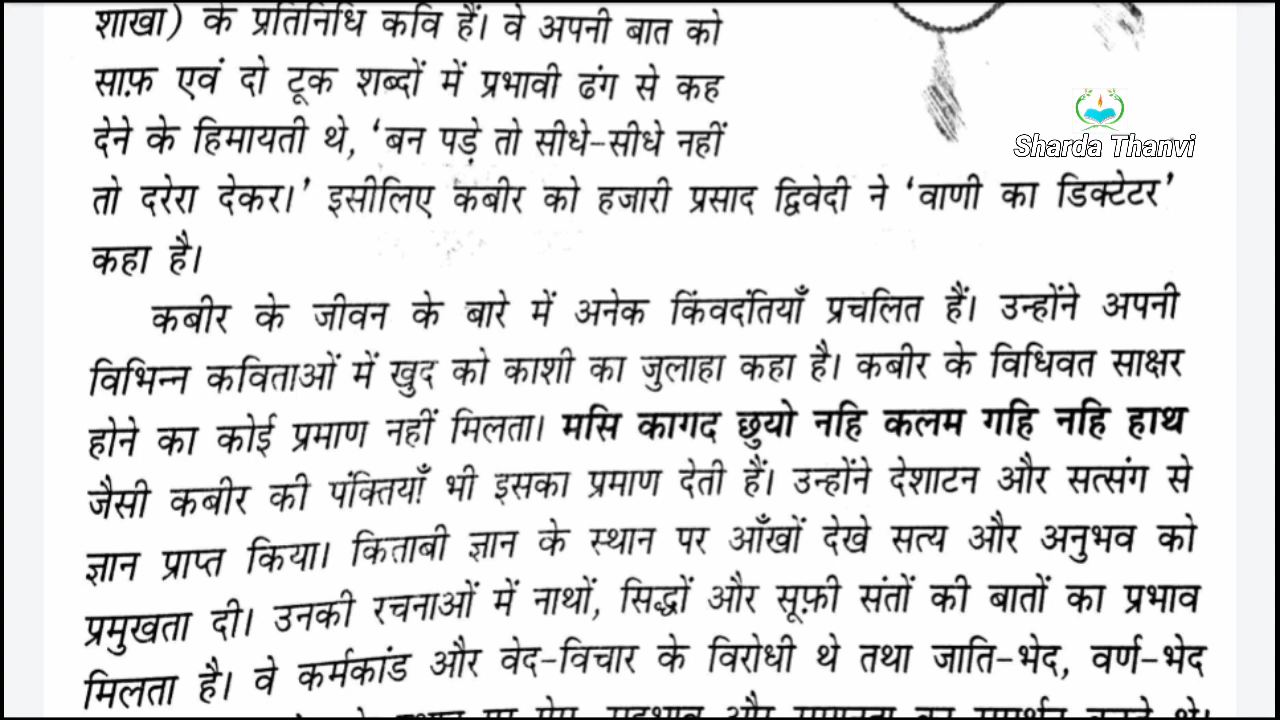 शाखा) के प्रतिनिधि कवि हैं। वे अपनी बात को
साफ़ एवं दो टूक शब्दों में प्रभावी ढंग से कह
देने के हिमायती थे, ‘बन पड़े तो सीधे-सीधे नहीं
तो दरेरा देकर।’ इसीलिए कबीर को हजारी प्रसाद द्विवेदी ने ‘वाणी का डिक्टेटर’
कहा है।
कबीर के जीवन के बारे में अनेक किंवदंतियाँ प्रचलित हैं। उन्होंने अपनी
विभिन्न कविताओं में खुद को काशी का जुलाहा कहा है। कबीर के विधिवत साक्षर
होने का कोई प्रमाण नहीं मिलता। मसि कागद छुयो नहि कलम गहि नहि हाथ
जैसी कबीर की पंक्तियाँ भी इसका प्रमाण देती हैं। उन्होंने देशाटन और सत्संग से
ज्ञान प्राप्त किया। किताबी ज्ञान के स्थान पर आँखों देखे सत्य और अनुभव को
प्रमुखता दी। उनकी रचनाओं में नाथों, सिद्धों और सूफ़ी संतों की बातों का प्रभाव
मिलता है। वे कर्मकांड और वेद-विचार के विरोधी थे तथा जाति-भेद, वर्ण-भेद
Sharda Thanvi